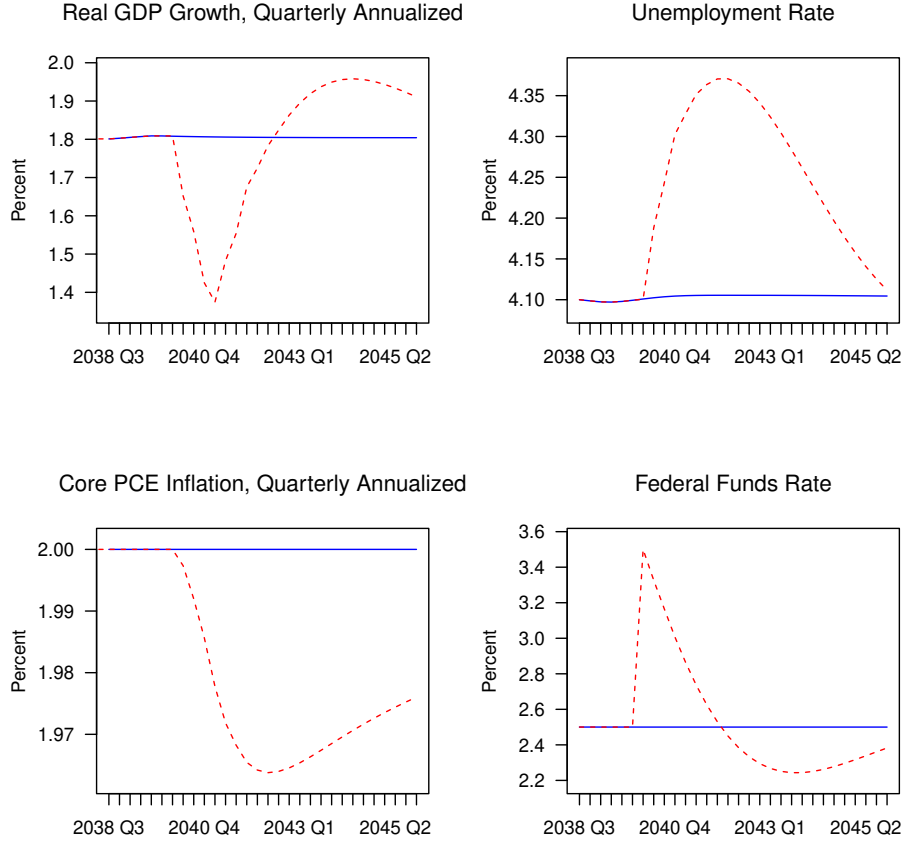 Real GDP Growth, Quarterly Annualized
Percent
2.0
1.9
1.8
1.7
1.6
1.5
1.4
2038 Q3 2040 Q4 2043 Q1 2045 Q2
Unemployment Rate
Percent
4.35
4.30
4.25
4.20
4.15
4.10
2038 Q3 2040 Q4 2043 Q1 2045 Q2
Core PCE Inflation, Quarterly Annualized
Percent
2.00
1.99
1.98
1.97
2038 Q3 2040 Q4 2043 Q1 2045 Q2
Federal Funds Rate
Percent
3.6
3.4
3.2
3.0
2.8
2.6
2.4
2.2
2038 Q3 2040 Q4 2043 Q1 2045 Q2